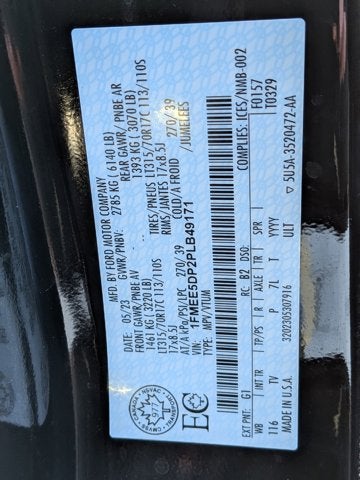 MFD. BY FORD MOTOR COMPANY
05/23 GVWR/PNBV: 2785 KG ( 6140 LB)
FRONT GAWR/ PNBE AV REAR GAWR/ PNBE AR
1461 KG ( 3220 LB) 1393 KG ( 3070 LB)
LT315/70R17C 113/110S TIRES/PNEUS LT315/70R17C 113/110S
17x8.5J RIMS/JANTES 17x8.5J
AT/A kPa/PSI/LPC 270/ 39 COLD/A FROID 270/ 39
/JUMELEES
VIN: 1FMEE5DP2PLB49171
TYPE: MPV/VTUM
EC
NSVAC
CMVSS
971
EXT PNT: G1 RC: B2 DSO: ICES/NMB-002
WB INT TR TP/PS R AXLE TR SPR F0157
116 TV P 7L T I YYYY T0329
ULT
3202305307916
MADE IN U.S.A. 5U5A-3520472-AA